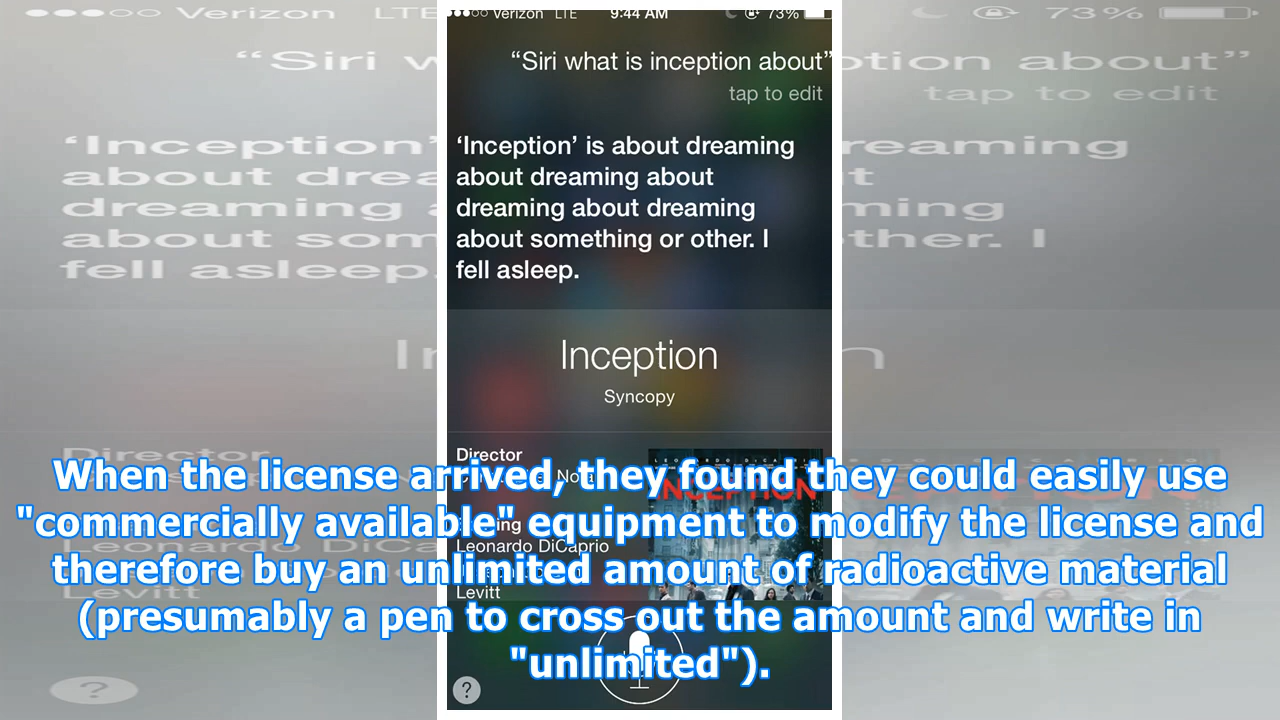 Verizon LTE 9:44 AM 73%
“Siri what is inception about”
tap to edit
‘Inception’ is about dreaming
about dreaming about
dreaming about dreaming
about something or other. I
fell asleep.
Inception
Syncopy
Director
Leonardo DiCaprio
Levitt
INCEPTION
When the license arrived, they found they could easily use
"commercially available" equipment to modify the license and
therefore buy an unlimited amount of radioactive material
(presumably a pen to cross out the amount and write in
"unlimited").
?